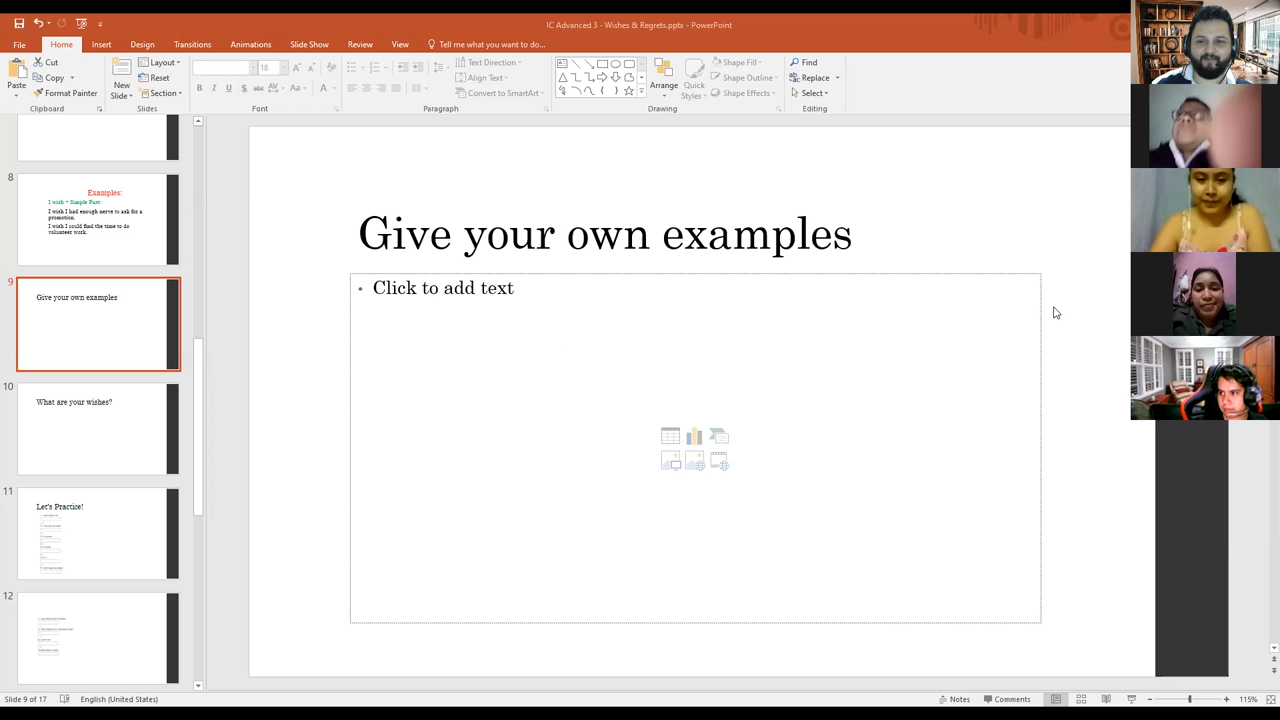 IC Advanced 3 - Wishes & Regrets.pptx - PowerPoint
File Home Insert Design Transitions Animations Slide Show Review View Tell me what you want to do...
Paste
Cut
Copy
Format Painter
Clipboard
New Slide
Layout
Reset
Section
Slides
18
B I U S abc AV Aa A
Font
Text Direction
Align Text
Convert to SmartArt
Paragraph
Arrange
Quick Styles
Shape Fill
Shape Outline
Shape Effects
Drawing
Find
Replace
Select
Editing
8
Examples:
I wish + Simple Past:
I wish I had enough nerve to ask for a
promotion.
I wish I could find the time to do
volunteer work.
9
Give your own examples
10
What are your wishes?
11
Let's Practice!
12
Give your own examples
• Click to add text
Slide 9 of 17 English (United States) Notes Comments 115%